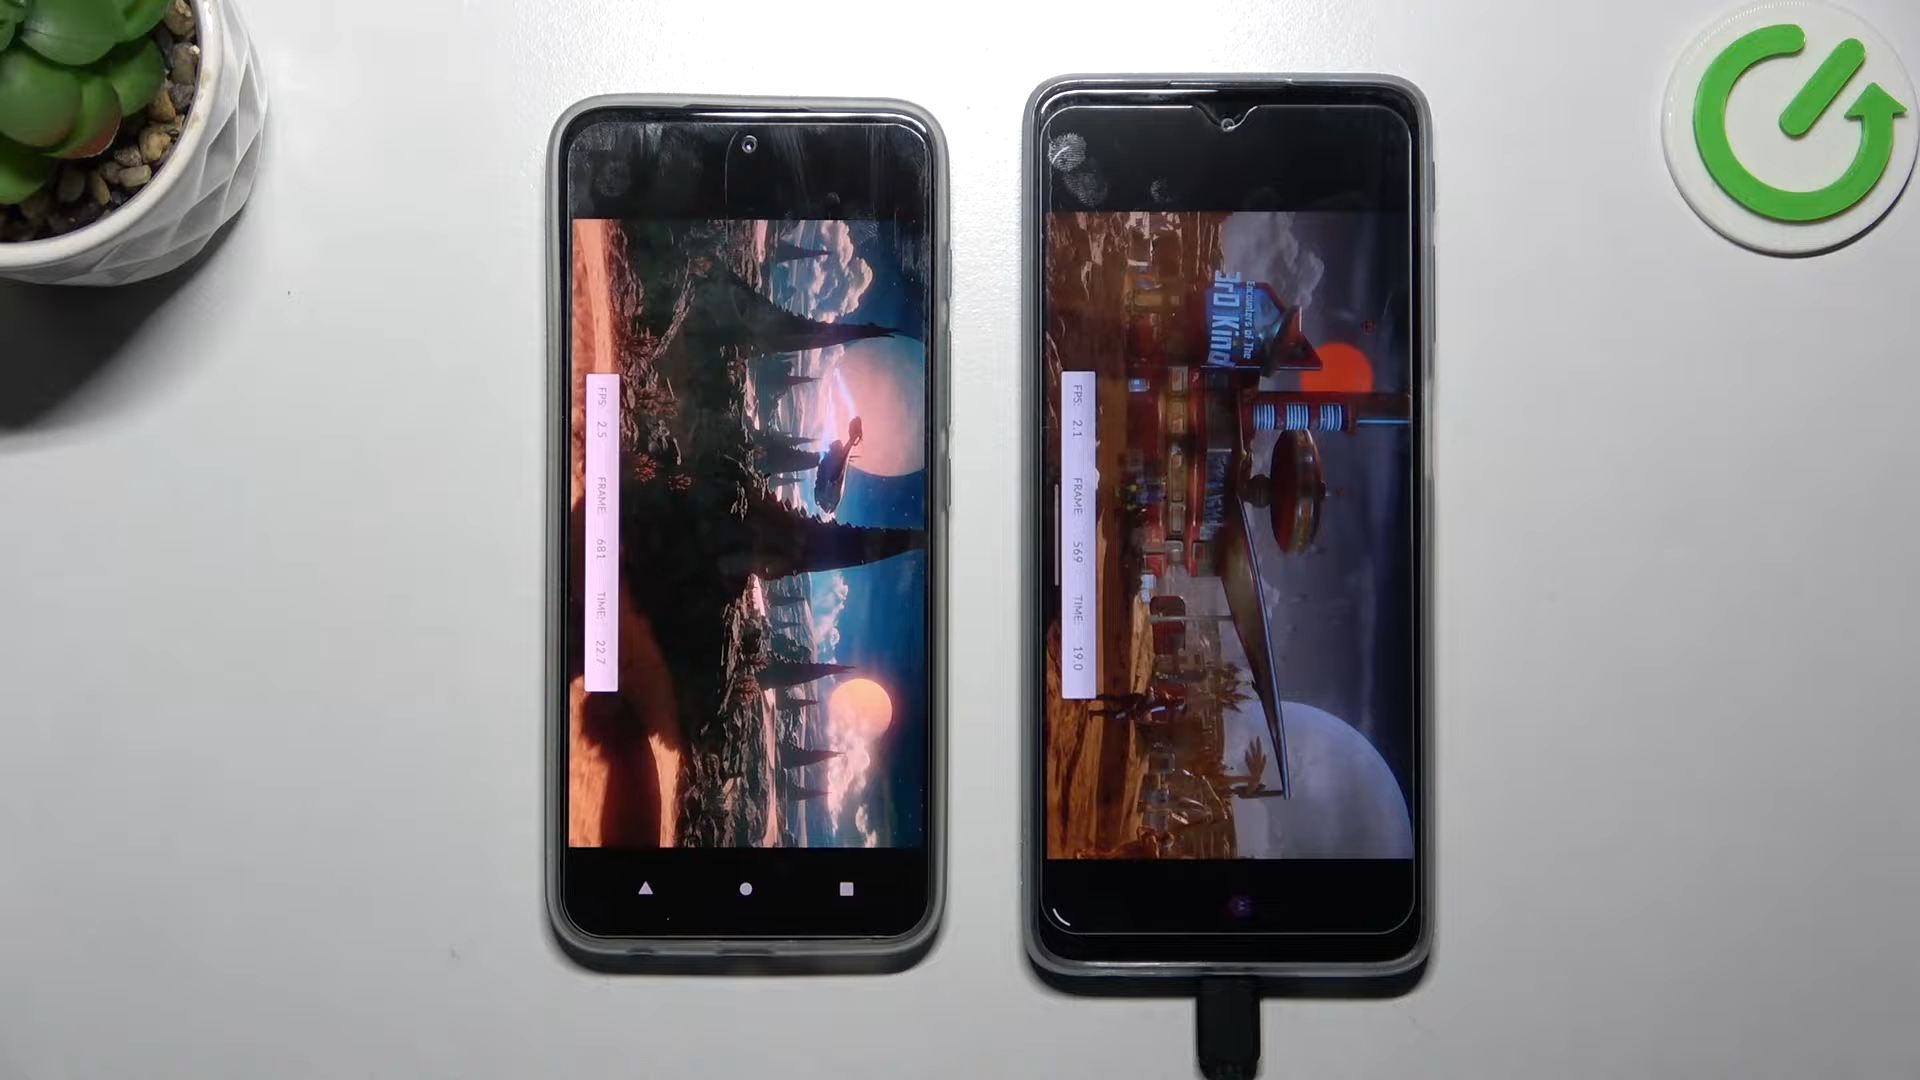 FPS: 2.5 FRAME: 681 TIME: 22.7
Encounters of The
3rd Kind
FPS: 2.1 FRAME: 569 TIME: 19.0